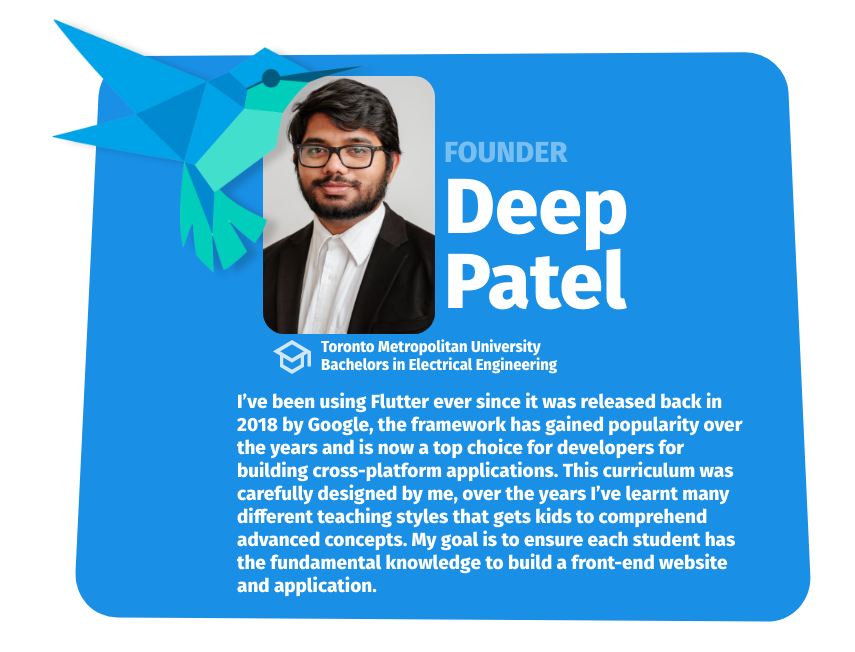 FOUNDER
Deep
Patel
Toronto Metropolitan University
Bachelors in Electrical Engineering
I’ve been using Flutter ever since it was released back in
2018 by Google, the framework has gained popularity over
the years and is now a top choice for developers for
building cross-platform applications. This curriculum was
carefully designed by me, over the years I’ve learnt many
different teaching styles that gets kids to comprehend
advanced concepts. My goal is to ensure each student has
the fundamental knowledge to build a front-end website
and application.